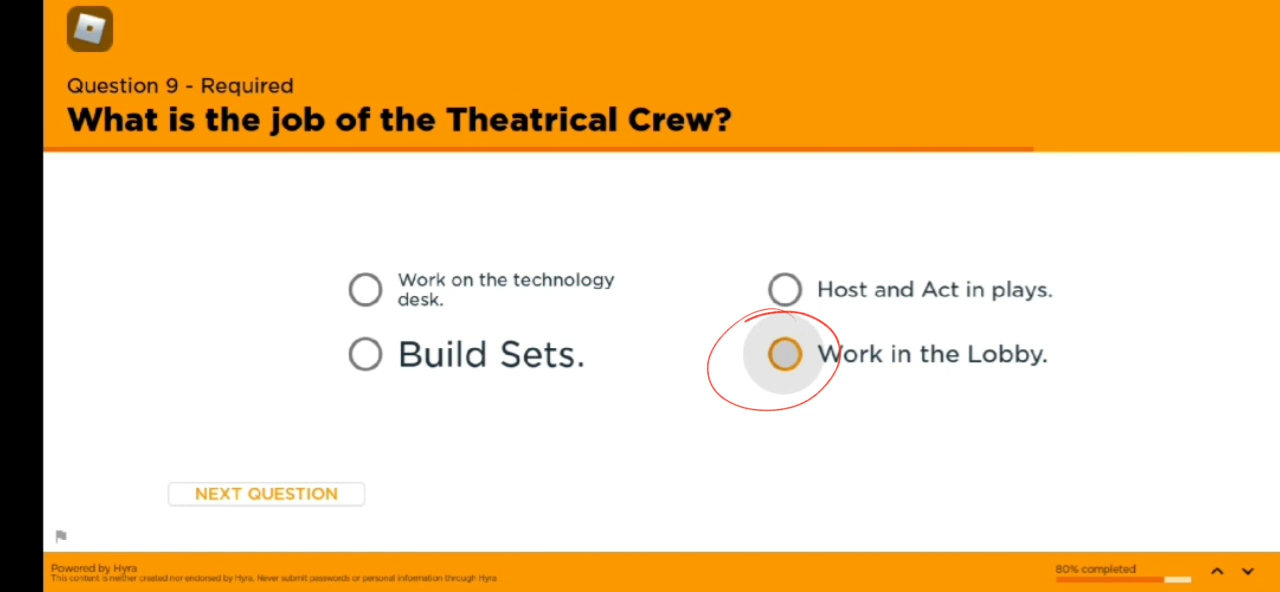 Question 9 - Required
What is the job of the Theatrical Crew?
Work on the technology
desk.
Host and Act in plays.
Build Sets.
Work in the Lobby.
NEXT QUESTION
Powered by Hyra
This content is neither created nor endorsed by Hyra. Never submit passwords or personal information through Hyra
80% completed